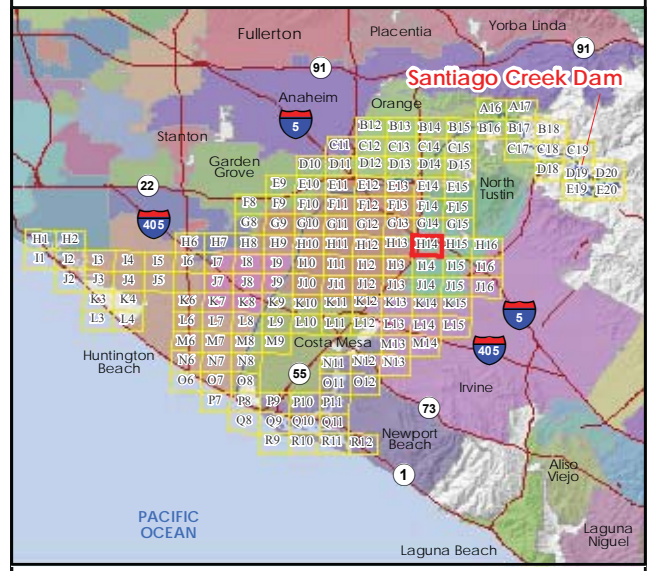 Yorba Linda
Fullerton
Placentia
91
91
Santiago Creek Dam
Anaheim
Orange
A16 A17
5
B12 B13 B14 B15 B16 B17 B18
Stanton
C11 C12 C13 C14 C15 C17 C18 C19
Garden
Grove
D10 D11 D12 D13 D14 D15 D18 D19 D20
22
E9 E10 E11 E12 E13 E14 E15 E19 E20
North
Tustin
F8 F9 F10 F11 F12 F13 F14 F15
405
G8 G9 G10 G11 G12 G13 G14 G15
H1 H2 H6 H7 H8 H9 H10 H11 H12 H13 H14 H15 H16
I1 I2 I3 I4 I5 I6 I7 I8 I9 I10 I11 I12 I13 I14 I15 I16
J2 J3 J4 J5 J7 J8 J9 J10 J11 J12 J13 J14 J15 J16
K3 K4 K6 K7 K8 K9 K10 K11 K12 K13 K14 K15
5
L3 L4 L6 L7 L8 L9 L10 L11 L12 L13 L14 L15
M6 M7 M8 M9 Costa Mesa M13 M14
405
Huntington
Beach
N6 N7 N8 N11 N12 N13
55
O6 O7 O8 O11 O12
Irvine
P7 P8 P9 P10 P11
73
Q8 Q9 Q10 Q11
Newport
Beach
R9 R10 R11 R12
1
Aliso
Viejo
PACIFIC
OCEAN
Laguna
Niguel
Laguna Beach